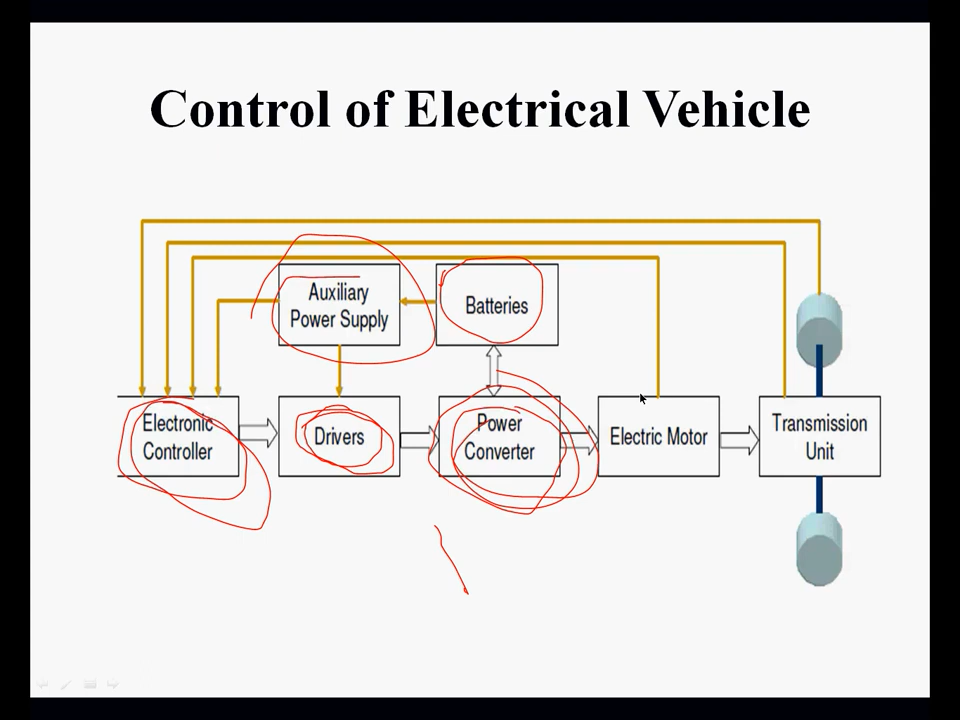 Control of Electrical Vehicle
Auxiliary
Power Supply
Batteries
Electronic
Controller
Drivers
Power
Converter
Electric Motor
Transmission
Unit